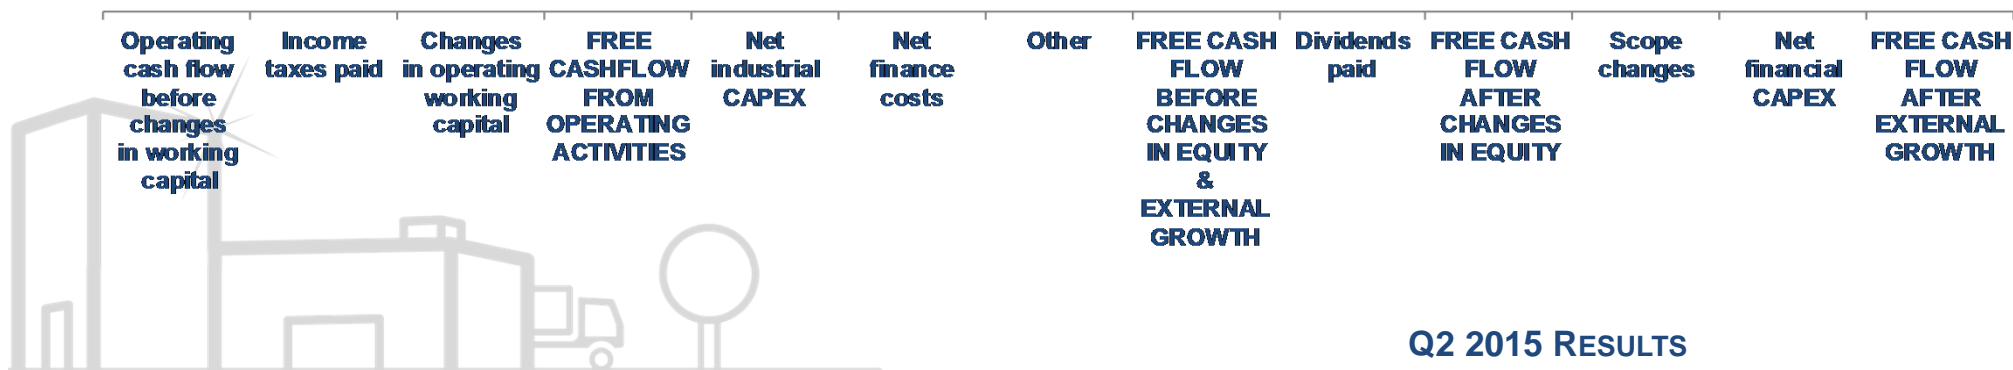 Operating
cash flow
before
changes
in working
capital
Income
taxes paid
Changes
in operating
working
capital
FREE
CASHFLOW
FROM
OPERATING
ACTIVITIES
Net
industrial
CAPEX
Net
finance
costs
Other
FREE CASH
FLOW
BEFORE
CHANGES
IN EQUITY
&
EXTERNAL
GROWTH
Dividends
paid
FREE CASH
FLOW
AFTER
CHANGES
IN EQUITY
Scope
changes
Net
financial
CAPEX
FREE CASH
FLOW
AFTER
EXTERNAL
GROWTH
Q2 2015 RESULTS